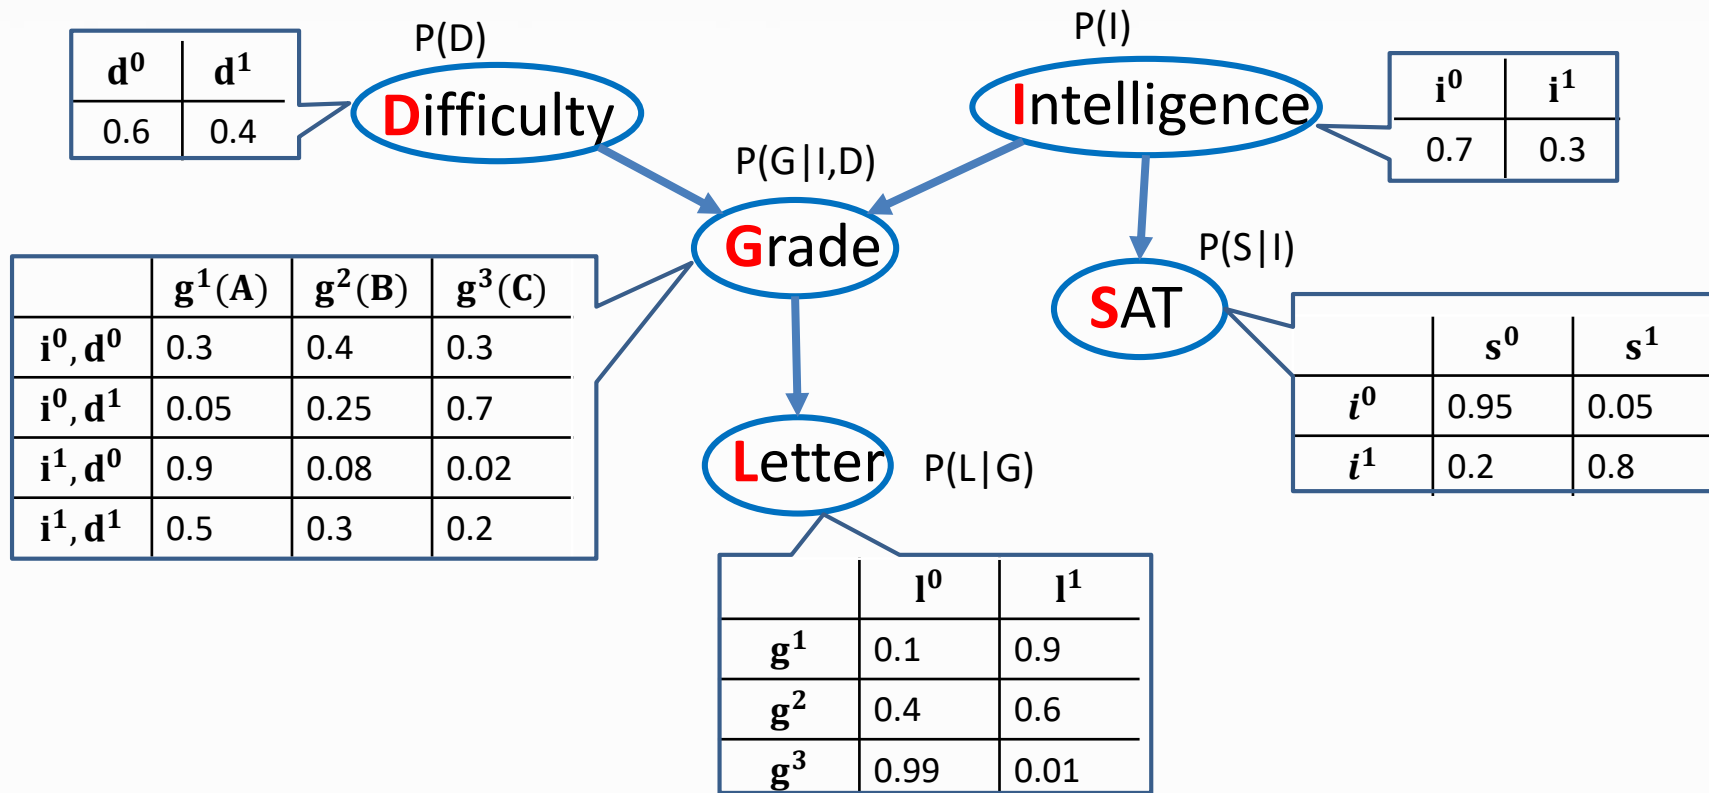 P(D)
P(I)
d⁰ d¹
0.6 0.4
Difficulty
Intelligence
i⁰ i¹
0.7 0.3
P(G|I,D)
Grade
P(S|I)
SAT
g¹(A) g²(B) g³(C)
i⁰, d⁰ 0.3 0.4 0.3
i⁰, d¹ 0.05 0.25 0.7
i¹, d⁰ 0.9 0.08 0.02
i¹, d¹ 0.5 0.3 0.2
s⁰ s¹
i⁰ 0.95 0.05
i¹ 0.2 0.8
Letter
P(L|G)
l⁰ l¹
g¹ 0.1 0.9
g² 0.4 0.6
g³ 0.99 0.01